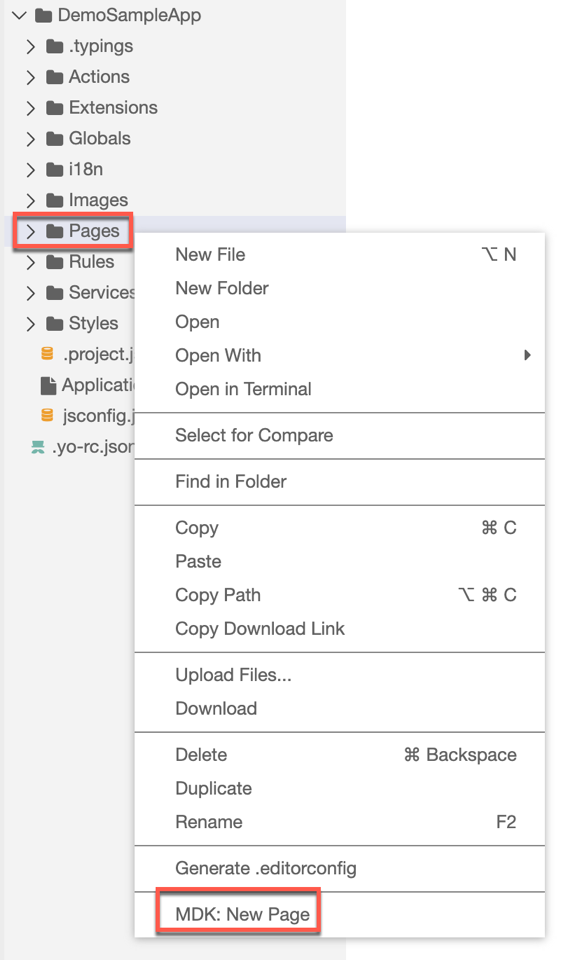 DemoSampleApp
.typings
Actions
Extensions
Globals
i18n
Images
Pages
Rules
Services
Styles
.project.j
Applicati
jsconfig.j
.yo-rc.json
New File ⌥ N
New Folder
Open
Open With
Open in Terminal
Select for Compare
Find in Folder
Copy ⌘ C
Paste
Copy Path ⌥ ⌘ C
Copy Download Link
Upload Files...
Download
Delete ⌘ Backspace
Duplicate
Rename F2
Generate .editorconfig
MDK: New Page